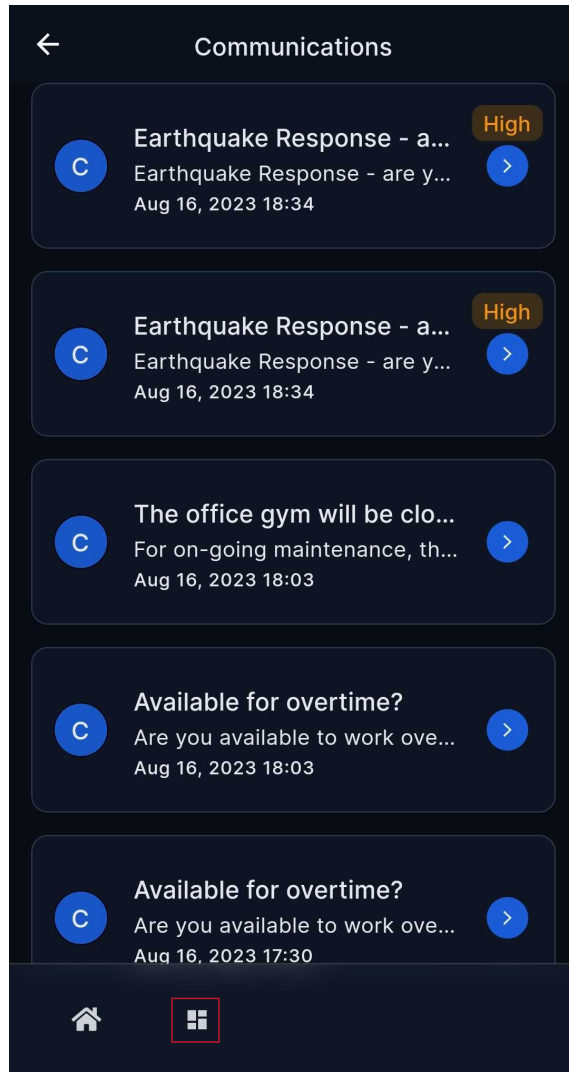 Communications
High
Earthquake Response - a...
C
Earthquake Response - are y...
Aug 16, 2023 18:34
High
Earthquake Response - a...
C
Earthquake Response - are y...
Aug 16, 2023 18:34
The office gym will be clo...
C
For on-going maintenance, th...
Aug 16, 2023 18:03
Available for overtime?
C
Are you available to work ove...
Aug 16, 2023 18:03
Available for overtime?
C
Are you available to work ove...
Aug 16, 2023 17:30